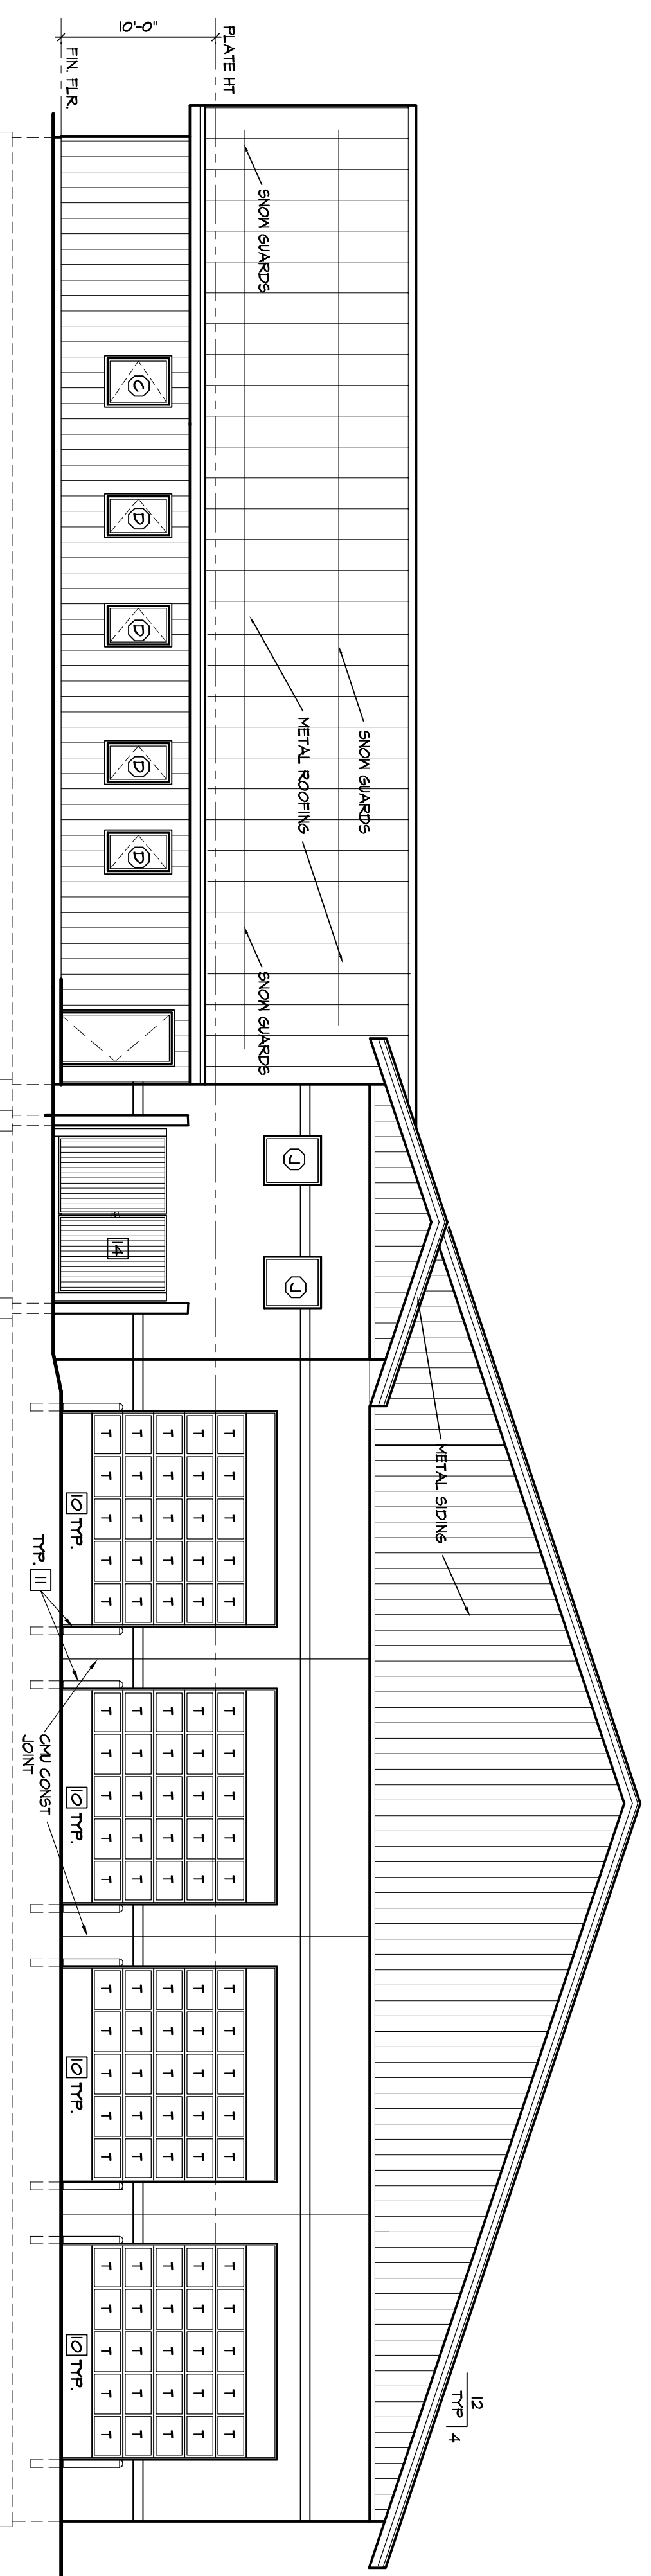 12
TYP 4
METAL SIDING
SNOW GUARDS
METAL ROOFING
J J
SNOW GUARDS
SNOW GUARDS
PLATE HT
10'-0"
FIN. FLR.
C D D D D
14
T T T T T T T T T T T T T T T T T T T T
T T T T T T T T T T T T T T T T T T T T
T T T T T T T T T T T T T T T T T T T T
T T T T T T T T T T T T T T T T T T T T
T T T T T T T T T T T T T T T T T T T T
10 TYP.
10 TYP.
10 TYP.
10 TYP.
TYP. 11
CMU CONST
JOINT